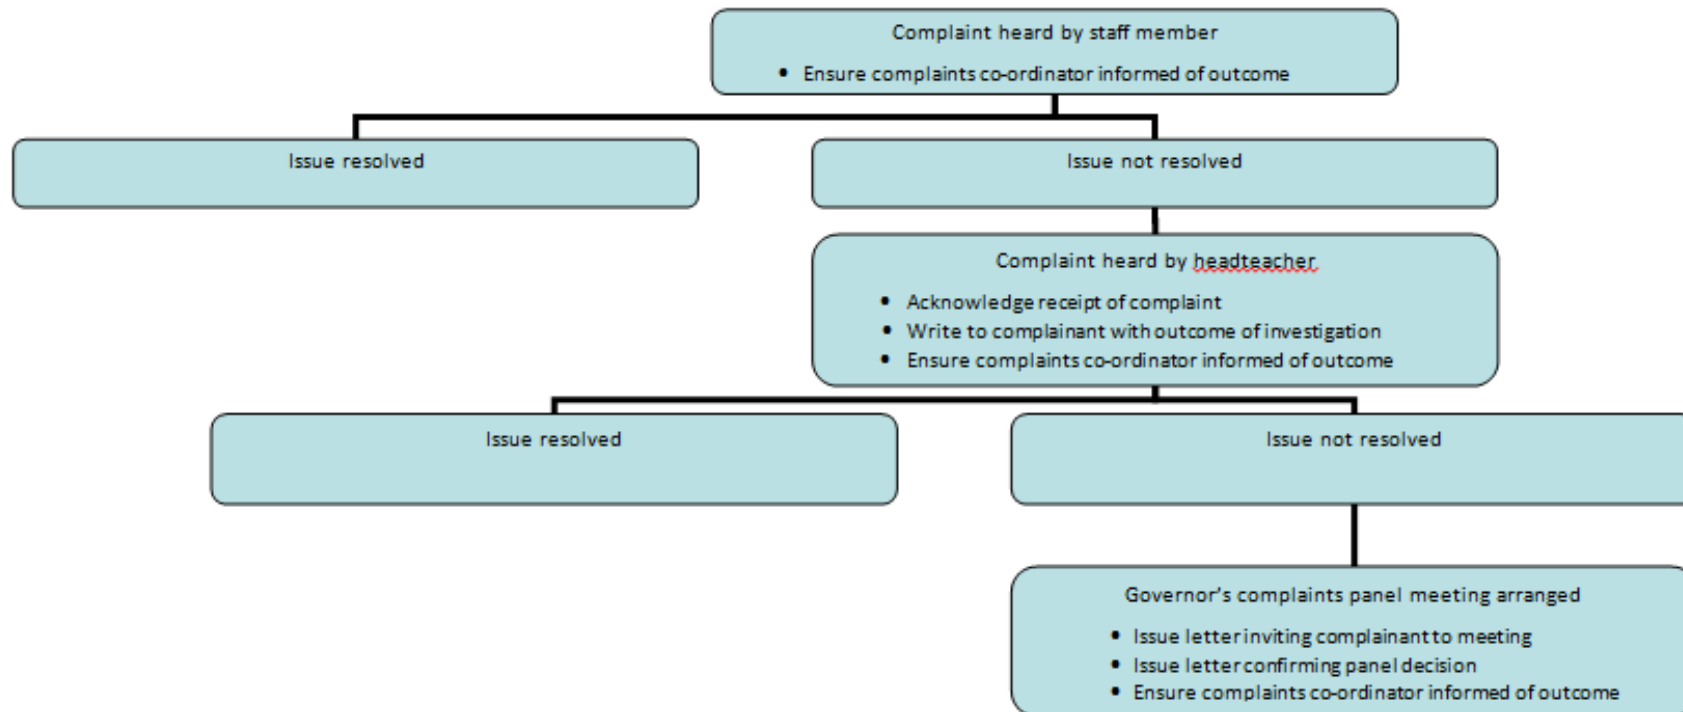 Complaint heard by staff member
• Ensure complaints co-ordinator informed of outcome
Issue resolved
Issue not resolved
Complaint heard by headteacher
• Acknowledge receipt of complaint
• Write to complainant with outcome of investigation
• Ensure complaints co-ordinator informed of outcome
Issue resolved
Issue not resolved
Governor’s complaints panel meeting arranged
• Issue letter inviting complainant to meeting
• Issue letter confirming panel decision
• Ensure complaints co-ordinator informed of outcome